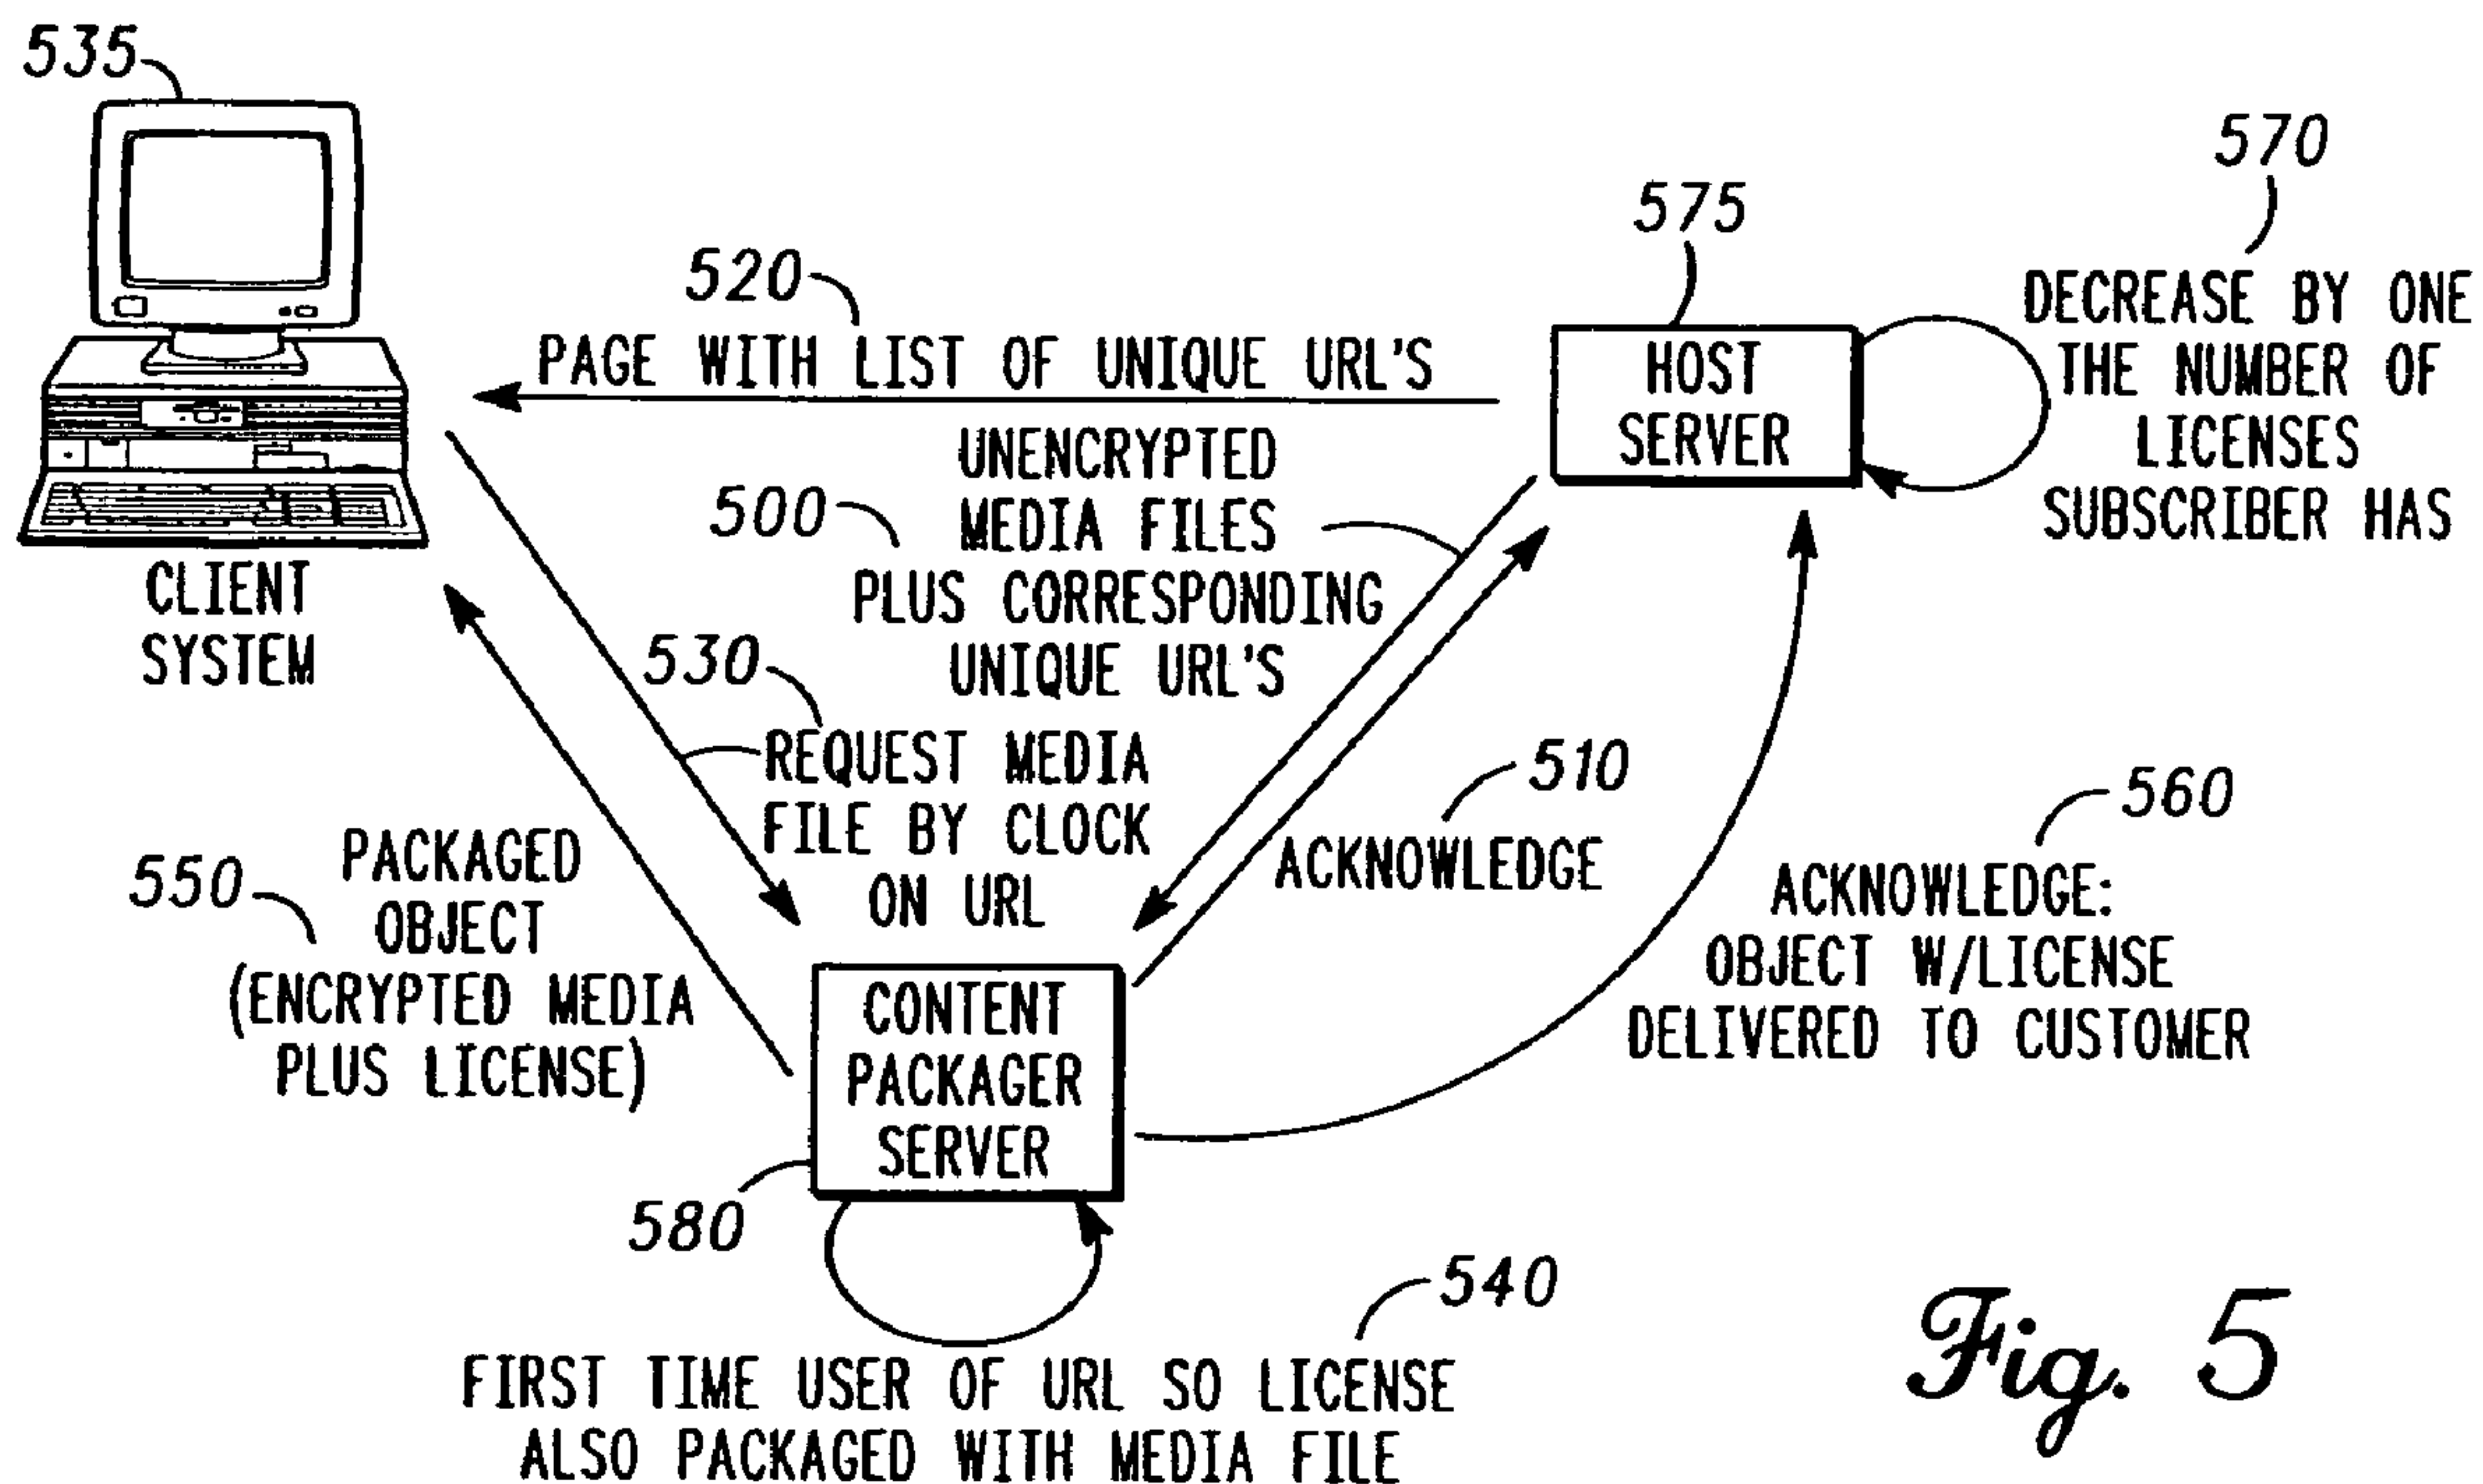 535
CLIENT
SYSTEM
520
PAGE WITH LIST OF UNIQUE URL'S
575
HOST
SERVER
570
DECREASE BY ONE
THE NUMBER OF
LICENSES
SUBSCRIBER HAS
500
UNENCRYPTED
MEDIA FILES
PLUS CORRESPONDING
UNIQUE URL'S
530
REQUEST MEDIA
FILE BY CLOCK
ON URL
510
ACKNOWLEDGE
560
ACKNOWLEDGE:
OBJECT W/LICENSE
DELIVERED TO CUSTOMER
550
PACKAGED
OBJECT
(ENCRYPTED MEDIA
PLUS LICENSE)
CONTENT
PACKAGER
SERVER
580
540
FIRST TIME USER OF URL SO LICENSE
ALSO PACKAGED WITH MEDIA FILE
Fig. 5